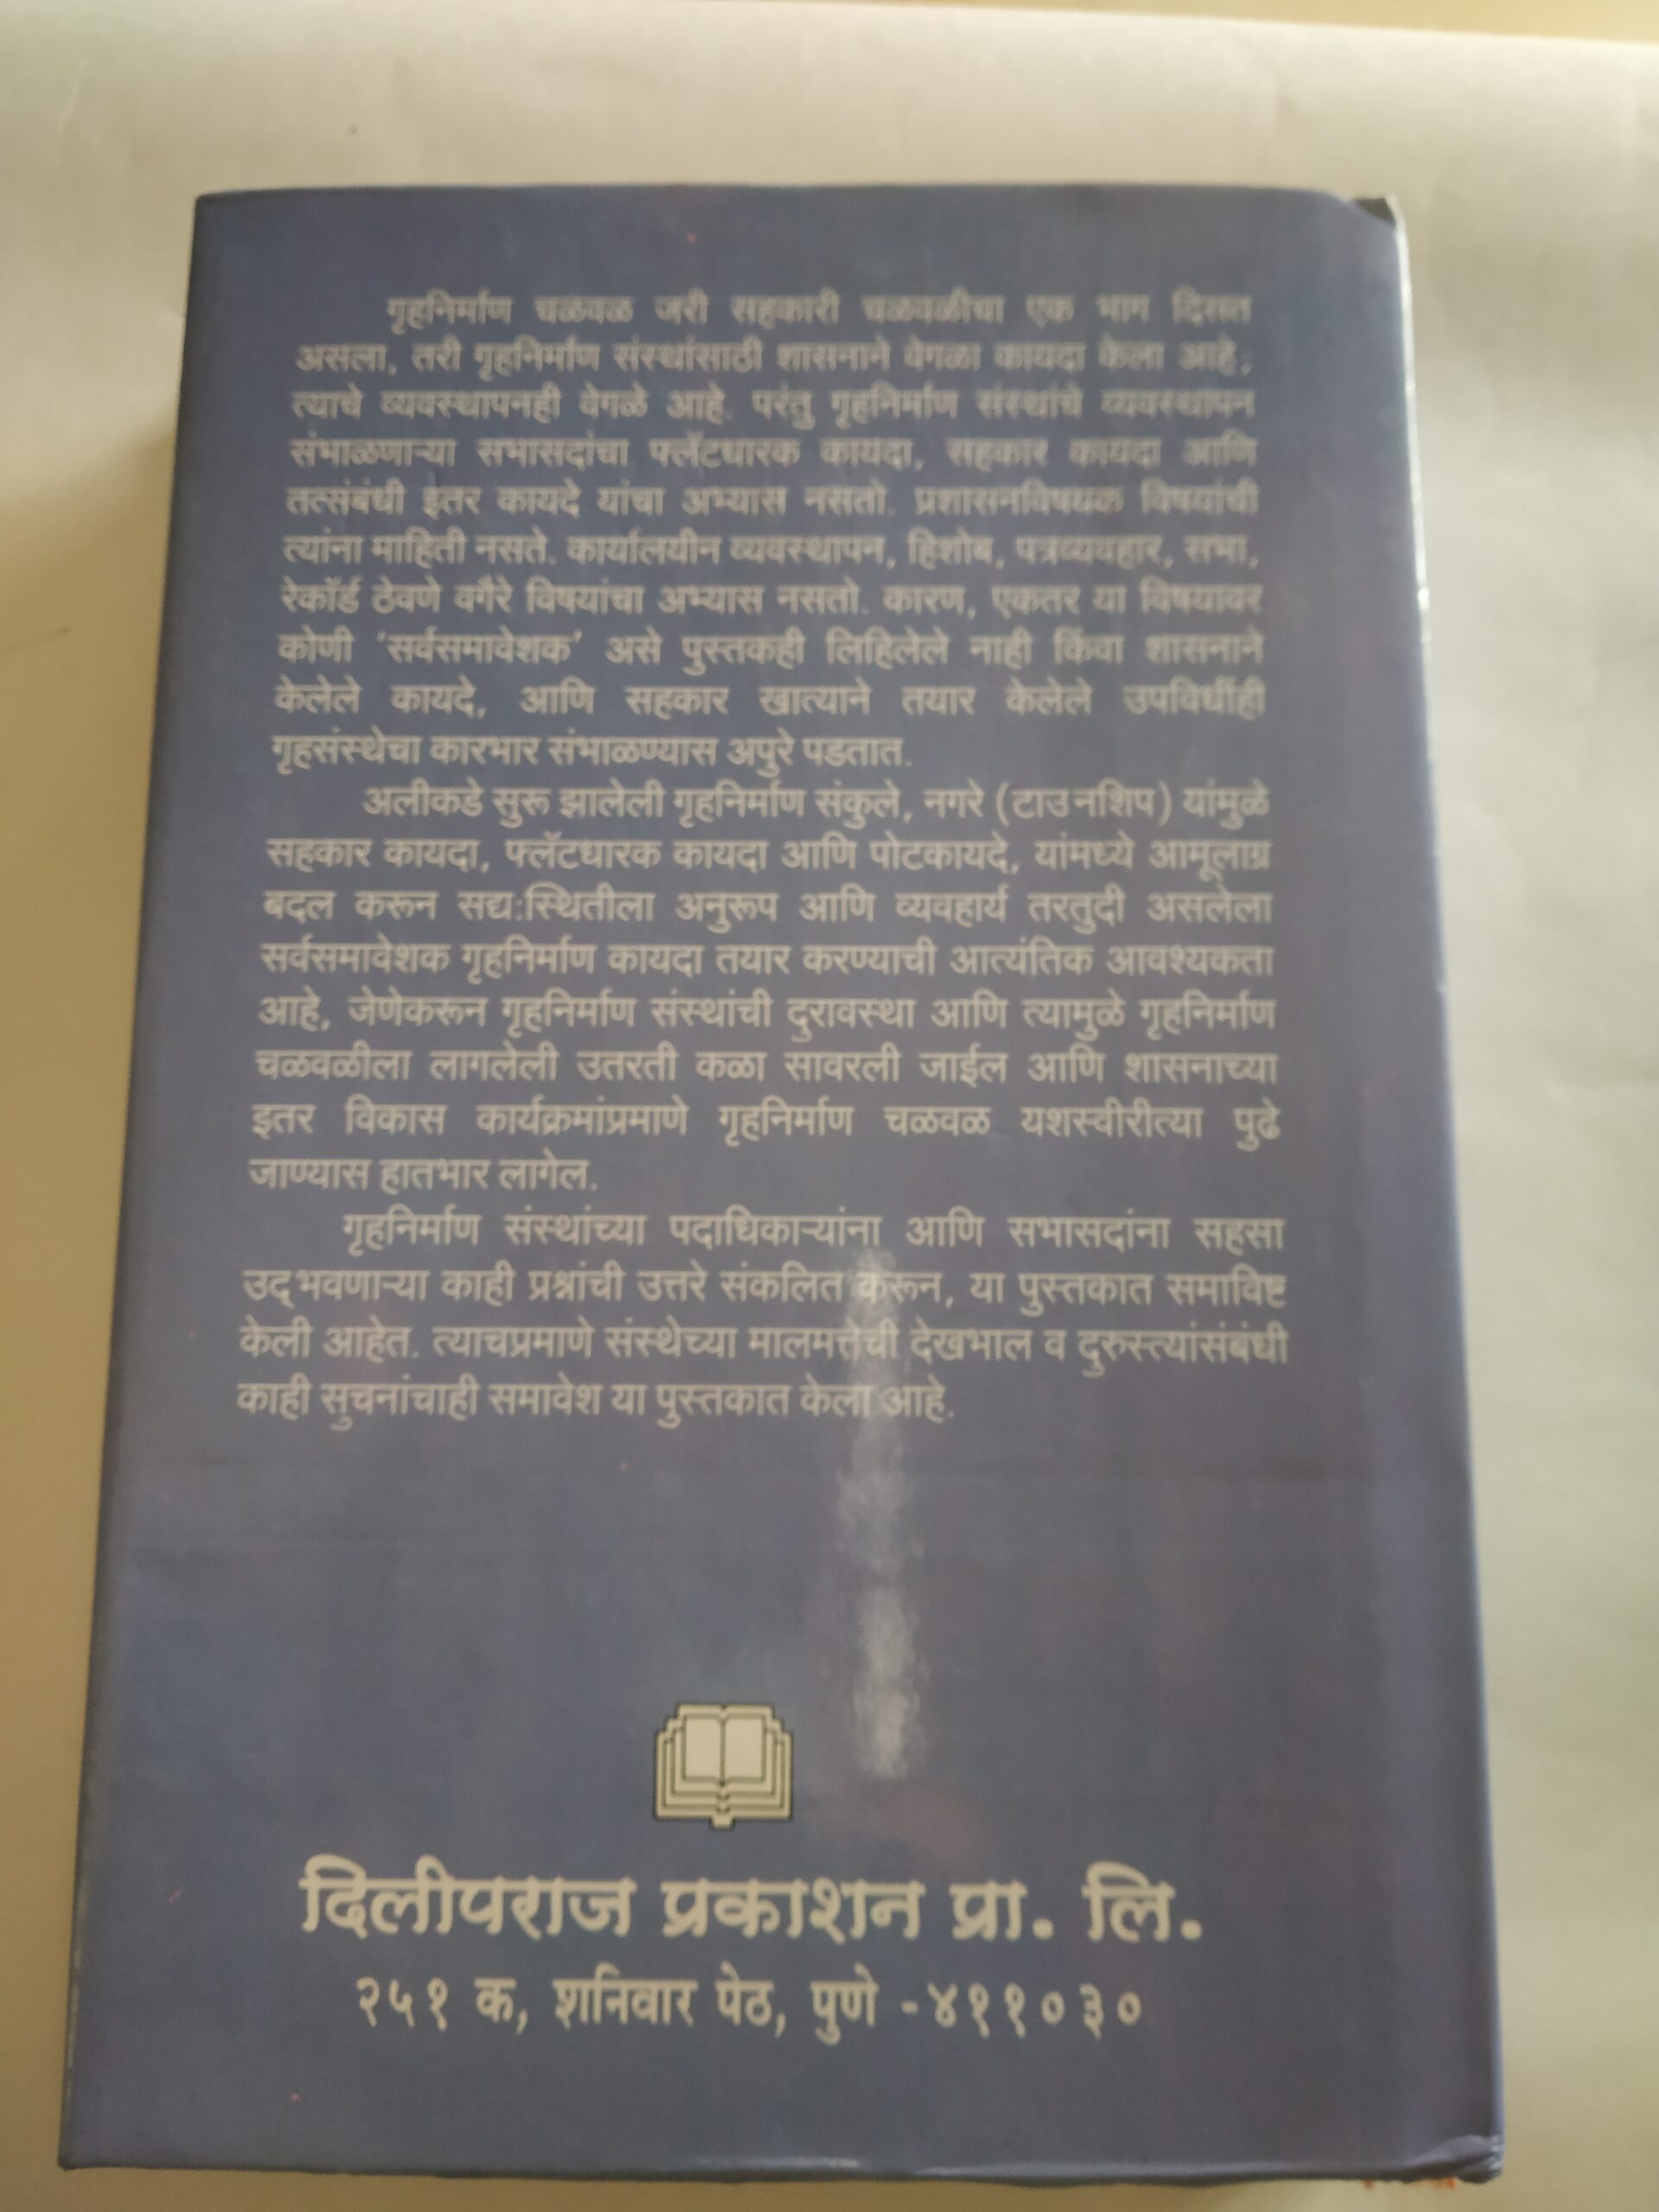 गृहनिर्माण चळवळ जरी सहकारी चळवळीचा एक भाग दिसत
असला, तरी गृहनिर्माण संस्थांसाठी शासनाने वेगळा कायदा केला आहे;
त्याचे व्यवस्थापनही वेगळे आहे. परंतु गृहनिर्माण संस्थांचे व्यवस्थापन
संभाळणाऱ्या सभासदांचा फ्लॅटधारक कायदा, सहकार कायदा आणि
तत्संबंधी इतर कायदे यांचा अभ्यास नसतो. प्रशासनविषयक विषयांची
त्यांना माहिती नसते. कार्यालयीन व्यवस्थापन, हिशोब, पत्रव्यवहार, सभा,
रेकॉर्ड ठेवणे वगैरे विषयांचा अभ्यास नसतो. कारण, एकतर या विषयावर
कोणी 'सर्वसमावेशक' असे पुस्तकही लिहिलेले नाही किंवा शासनाने
केलेले कायदे, आणि सहकार खात्याने तयार केलेले उपविधीही
गृहसंस्थेचा कारभार संभाळण्यास अपुरे पडतात.
अलीकडे सुरू झालेली गृहनिर्माण संकुले, नगरे (टाउनशिप) यांमुळे
सहकार कायदा, फ्लॅटधारक कायदा आणि पोटकायदे, यांमध्ये आमूलाग्र
बदल करून सद्य:स्थितीला अनुरूप आणि व्यवहार्य तरतुदी असलेला
सर्वसमावेशक गृहनिर्माण कायदा तयार करण्याची आत्यंतिक आवश्यकता
आहे, जेणेकरून गृहनिर्माण संस्थांची दुरावस्था आणि त्यामुळे गृहनिर्माण
चळवळीला लागलेली उतरती कळा सावरली जाईल आणि शासनाच्या
इतर विकास कार्यक्रमांप्रमाणे गृहनिर्माण चळवळ यशस्वीरीत्या पुढे
जाण्यास हातभार लागेल.
गृहनिर्माण संस्थांच्या पदाधिकाऱ्यांना आणि सभासदांना सहसा
उद्‌भवणाऱ्या काही प्रश्नांची उत्तरे संकलित करून, या पुस्तकात समाविष्ट
केली आहेत. त्याचप्रमाणे संस्थेच्या मालमत्तेची देखभाल व दुरुस्त्यांसंबंधी
काही सुचनांचाही समावेश या पुस्तकात केला आहे.
दिलीपराज प्रकाशन प्रा. लि.
२५१ क, शनिवार पेठ, पुणे -४११०३०